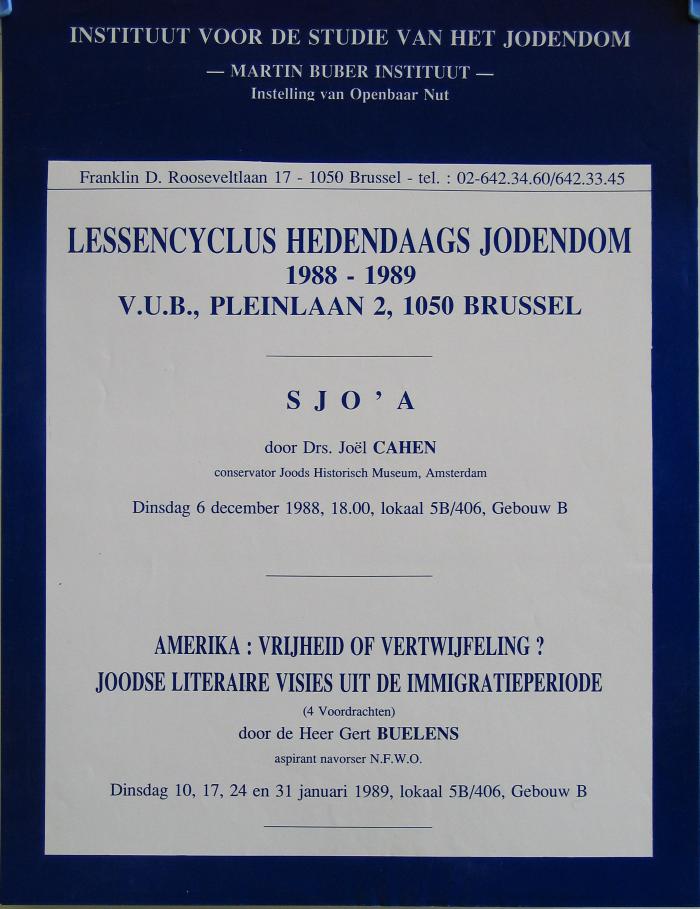 INSTITUUT VOOR DE STUDIE VAN HET JODENDOM
— MARTIN BUBER INSTITUUT —
Instelling van Openbaar Nut
Franklin D. Rooseveltlaan 17 - 1050 Brussel - tel. : 02-642.34.60/642.33.45
LESSENCYCLUS HEDENDAAGS JODENDOM
1988 - 1989
V.U.B., PLEINLAAN 2, 1050 BRUSSEL
SJO'A
door Drs. Joël CAHEN
conservator Joods Historisch Museum, Amsterdam
Dinsdag 6 december 1988, 18.00, lokaal 5B/406, Gebouw B
AMERIKA : VRIJHEID OF VERTWIJFELING ?
JOODSE LITERAIRE VISIES UIT DE IMMIGRATIEPERIODE
(4 Voordrachten)
door de Heer Gert BUELENS
aspirant navorser N.F.W.O.
Dinsdag 10, 17, 24 en 31 januari 1989, lokaal 5B/406, Gebouw B